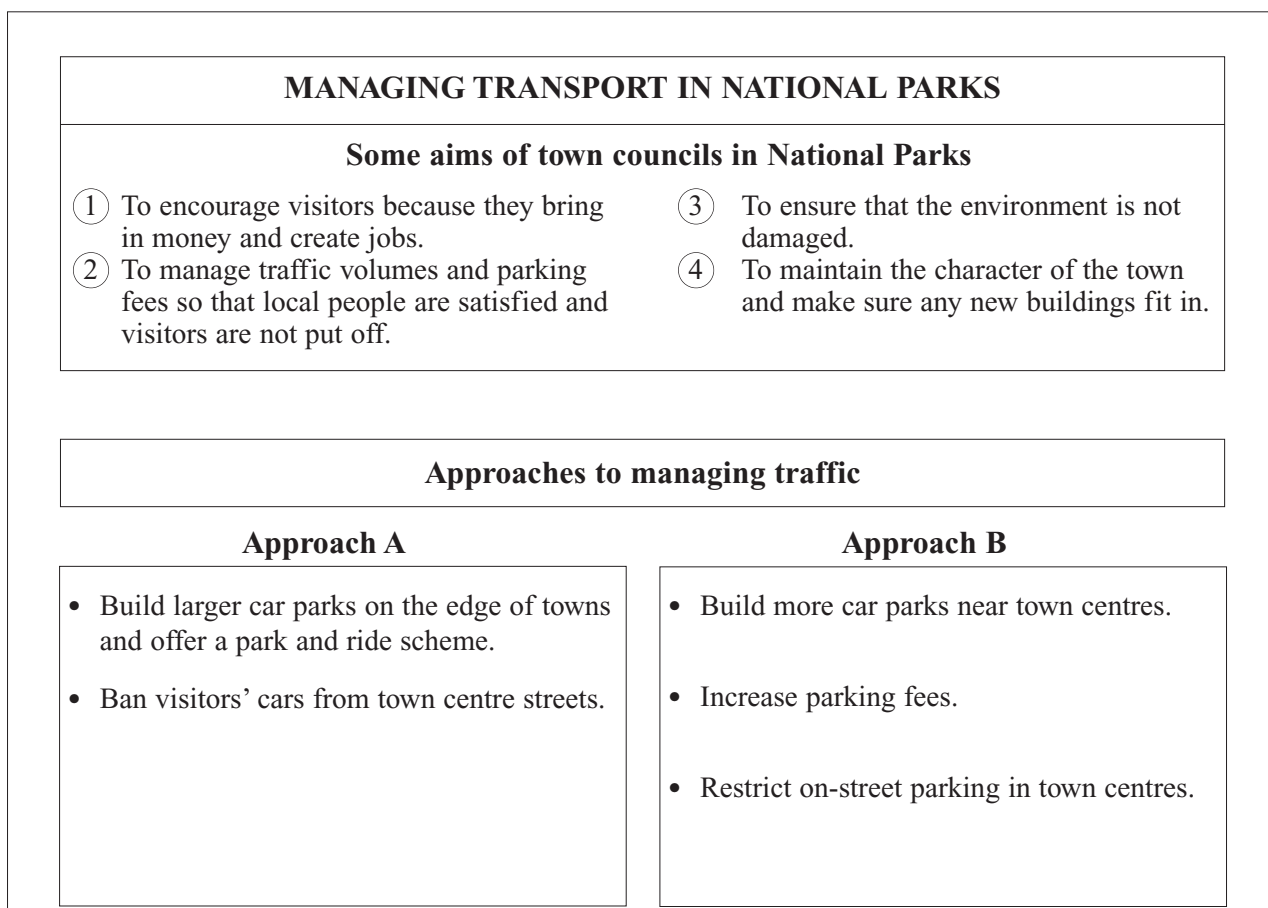 MANAGING TRANSPORT IN NATIONAL PARKS
Some aims of town councils in National Parks
1 To encourage visitors because they bring
in money and create jobs.
2 To manage traffic volumes and parking
fees so that local people are satisfied and
visitors are not put off.
3 To ensure that the environment is not
damaged.
4 To maintain the character of the town
and make sure any new buildings fit in.
Approaches to managing traffic
Approach A
• Build larger car parks on the edge of towns
and offer a park and ride scheme.
• Ban visitors’ cars from town centre streets.
Approach B
• Build more car parks near town centres.
• Increase parking fees.
• Restrict on-street parking in town centres.